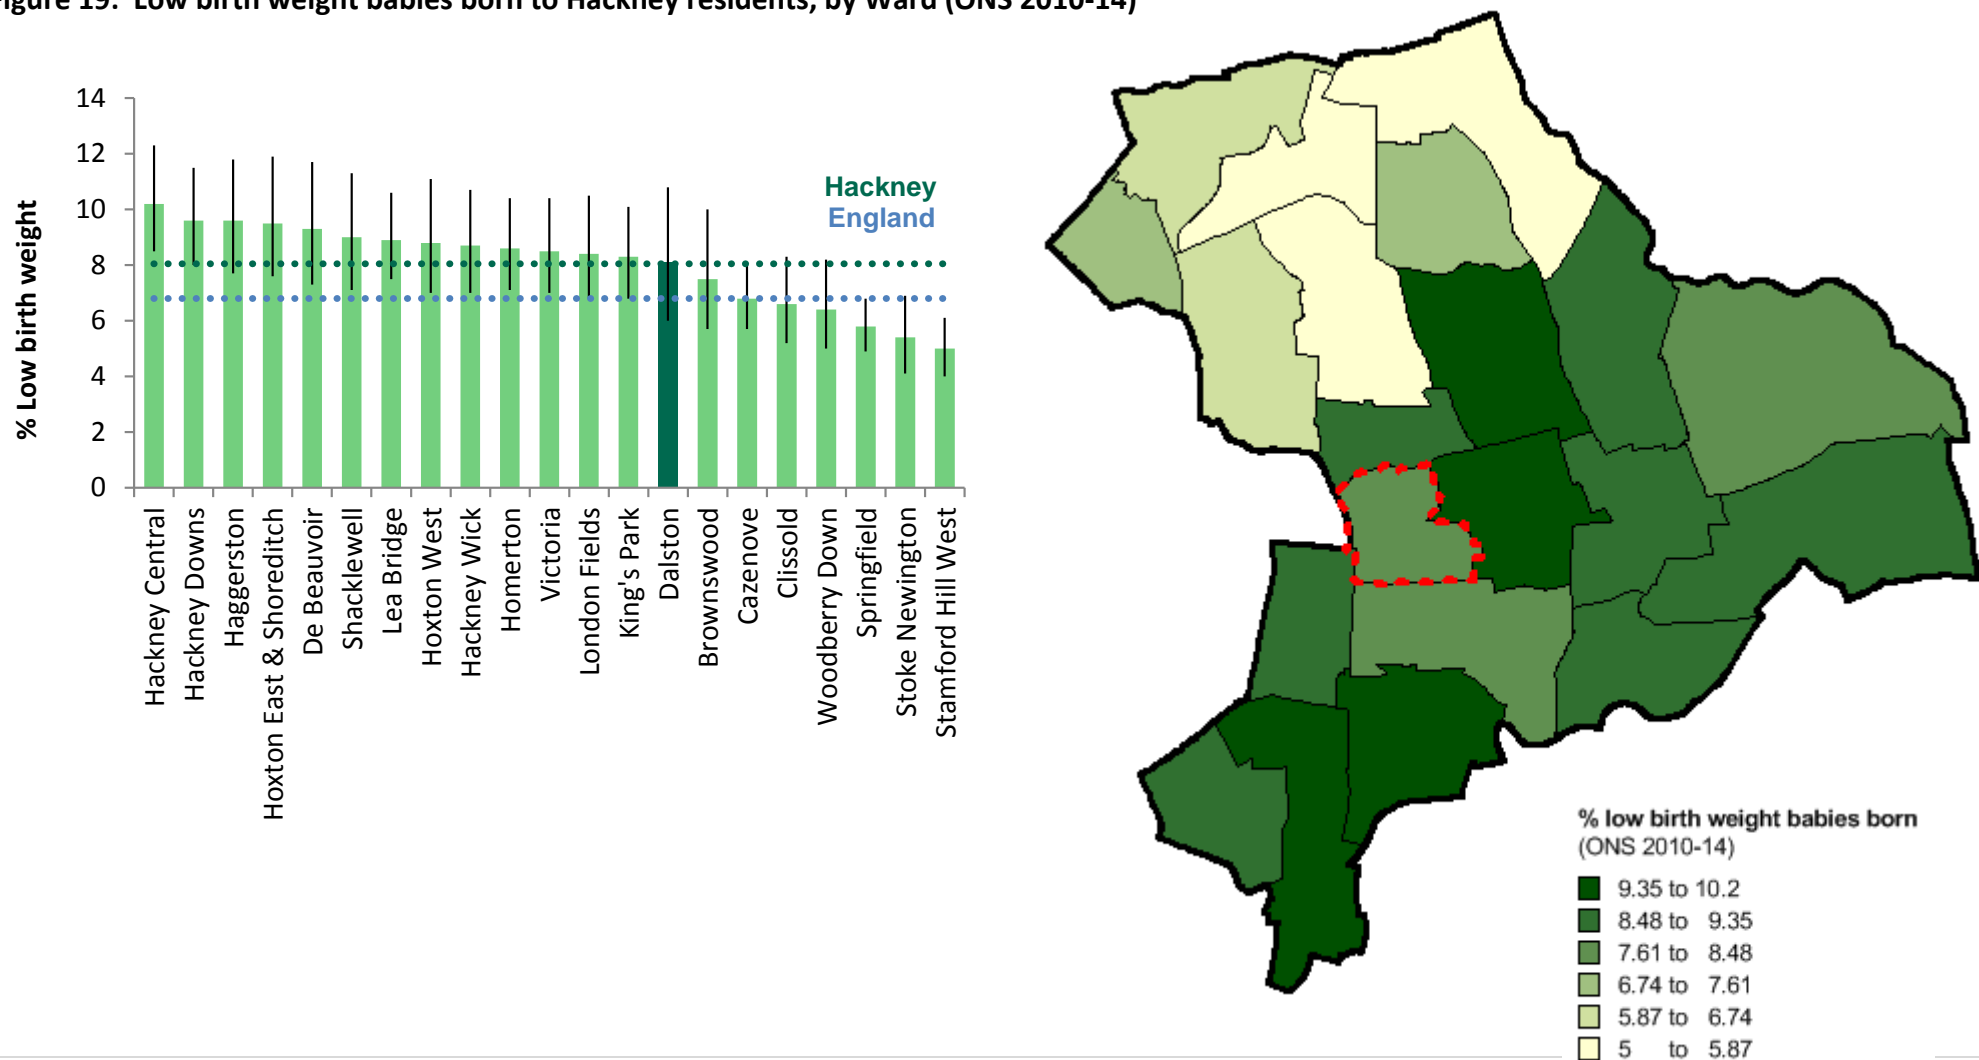 Figure 19: Low birth weight babies born to Hackney residents, by Ward (ONS 2010-14)
% Low birth weight
14
12
10
8
6
4
2
0
Hackney
England
Hackney Central
Hackney Downs
Haggerston
Hoxton East & Shoreditch
De Beauvoir
Shacklewell
Lea Bridge
Hoxton West
Hackney Wick
Homerton
Victoria
London Fields
King's Park
Dalston
Brownswood
Cazenove
Clissold
Woodberry Down
Springfield
Stoke Newington
Stamford Hill West
% low birth weight babies born
(ONS 2010-14)
9.35 to 10.2
8.48 to 9.35
7.61 to 8.48
6.74 to 7.61
5.87 to 6.74
5 to 5.87